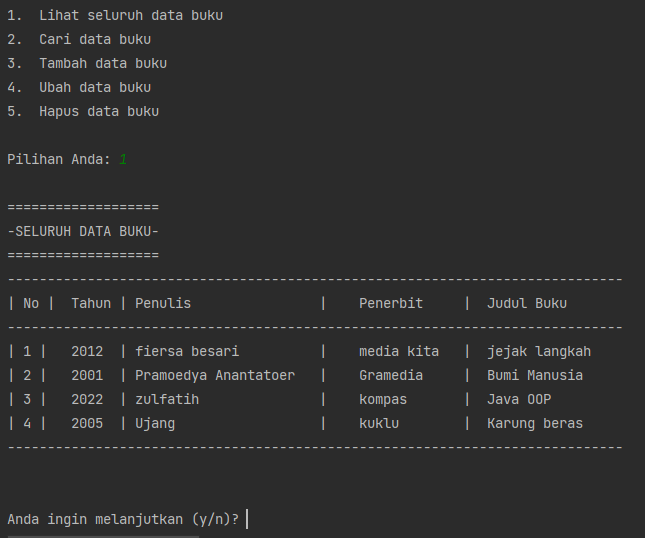 1.  Lihat seluruh data buku
2.  Cari data buku
3.  Tambah data buku
4.  Ubah data buku
5.  Hapus data buku
Pilihan Anda: 1
===================
-SELURUH DATA BUKU-
===================
-----------------------------------------------------------------------------
| No |  Tahun | Penulis                |    Penerbit     |  Judul Buku
-----------------------------------------------------------------------------
| 1 |   2012  | fiersa besari          |    media kita   |  jejak langkah
| 2 |   2001  | Pramoedya Anantatoer   |    Gramedia     |  Bumi Manusia
| 3 |   2022  | zulfatih               |    kompas       |  Java OOP
| 4 |   2005  | Ujang                  |    kuklu        |  Karung beras
-----------------------------------------------------------------------------
Anda ingin melanjutkan (y/n)?